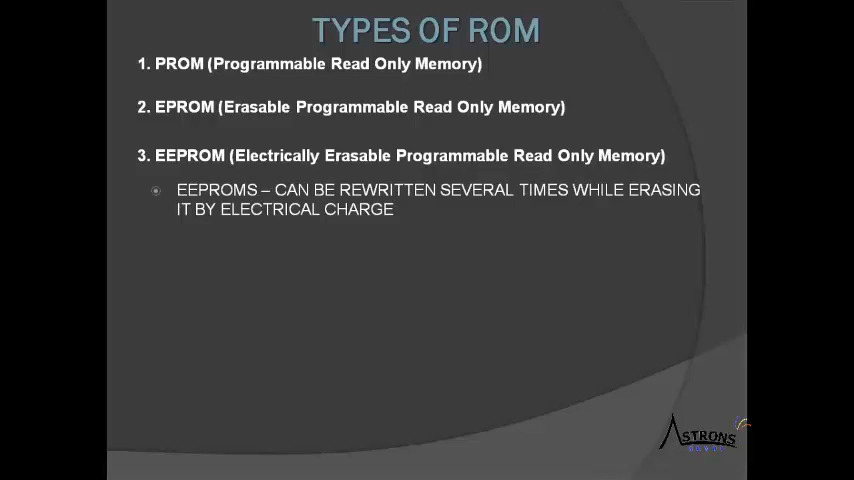 TYPES OF ROM
1. PROM (Programmable Read Only Memory)
2. EPROM (Erasable Programmable Read Only Memory)
3. EEPROM (Electrically Erasable Programmable Read Only Memory)
EEPROMS – CAN BE REWRITTEN SEVERAL TIMES WHILE ERASING
IT BY ELECTRICAL CHARGE
ASTRONS